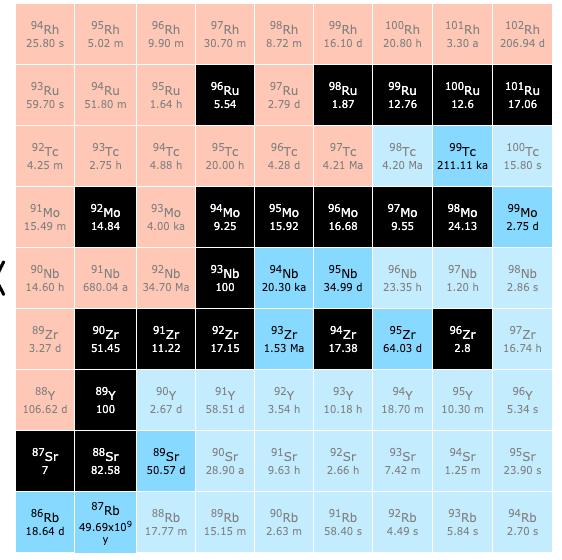 94Rh 95Rh 96Rh 97Rh 98Rh 99Rh 100Rh 101Rh 102Rh
25.80 s 5.02 m 9.90 m 30.70 m 8.72 m 16.10 d 20.80 h 3.30 a 206.94 d
93Ru 94Ru 95Ru 96Ru 97Ru 98Ru 99Ru 100Ru 101Ru
59.70 s 51.80 m 1.64 h 5.54 2.79 d 1.87 12.76 12.6 17.06
92Tc 93Tc 94Tc 95Tc 96Tc 97Tc 98Tc 99Tc 100Tc
4.25 m 2.75 h 4.88 h 20.00 h 4.28 d 4.21 Ma 4.20 Ma 211.11 ka 15.80 s
91Mo 92Mo 93Mo 94Mo 95Mo 96Mo 97Mo 98Mo 99Mo
15.49 m 14.84 4.00 ka 9.25 15.92 16.68 9.55 24.13 2.75 d
90Nb 91Nb 92Nb 93Nb 94Nb 95Nb 96Nb 97Nb 98Nb
14.60 h 680.04 a 34.70 Ma 100 20.30 ka 34.99 d 23.35 h 1.20 h 2.86 s
89Zr 90Zr 91Zr 92Zr 93Zr 94Zr 95Zr 96Zr 97Zr
3.27 d 51.45 11.22 17.15 1.53 Ma 17.38 64.03 d 2.8 16.74 h
88Y 89Y 90Y 91Y 92Y 93Y 94Y 95Y 96Y
106.62 d 100 2.67 d 58.51 d 3.54 h 10.18 h 18.70 m 10.30 m 5.34 s
87Sr 88Sr 89Sr 90Sr 91Sr 92Sr 93Sr 94Sr 95Sr
7 82.58 50.57 d 28.90 a 9.63 h 2.66 h 7.42 m 1.25 m 23.90 s
86Rb 87Rb 88Rb 89Rb 90Rb 91Rb 92Rb 93Rb 94Rb
18.64 d 49.69x10⁹ 17.77 m 15.15 m 2.63 m 58.40 s 4.49 s 5.84 s 2.70 s
y